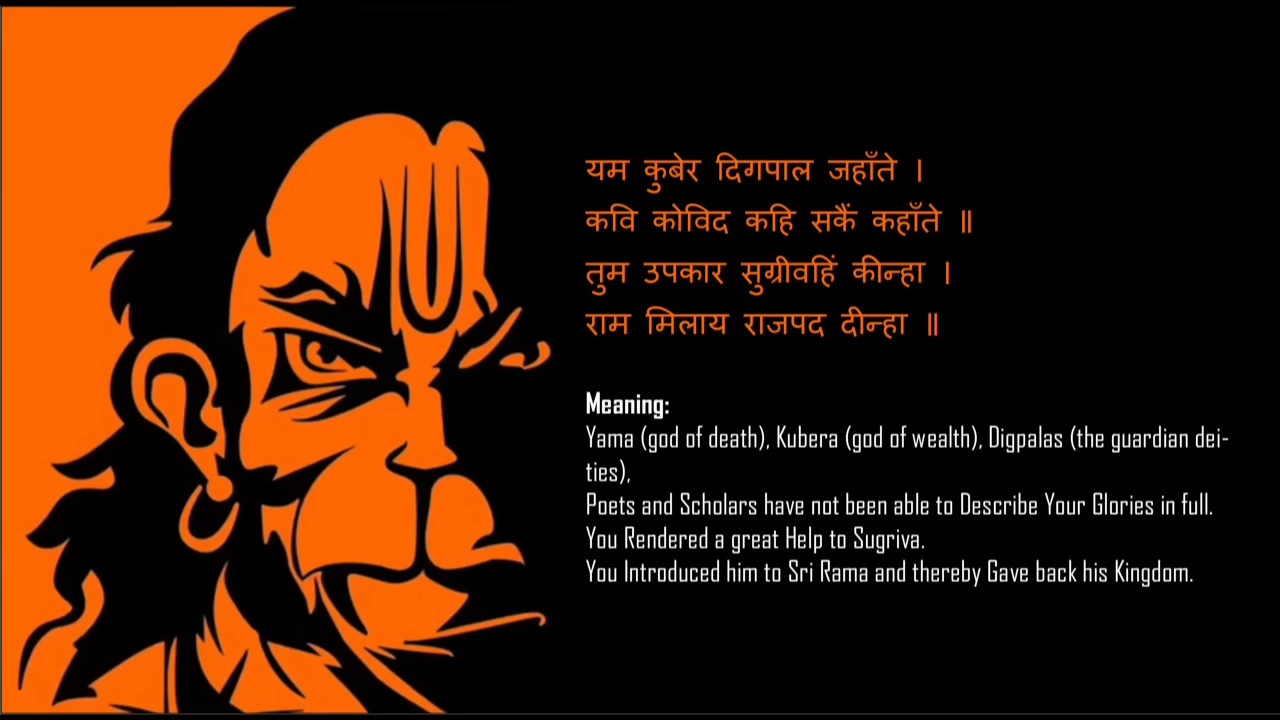 यम कुबेर दिगपाल जहाँते ।
कवि कोविद कहि सकैं कहाँते ॥
तुम उपकार सुग्रीवहिं कीन्हा ।
राम मिलाय राजपद दीन्हा ॥
Meaning:
Yama (god of death), Kubera (god of wealth), Digpalas (the guardian dei-
ties),
Poets and Scholars have not been able to Describe Your Glories in full.
You Rendered a great Help to Sugriva.
You Introduced him to Sri Rama and thereby Gave back his Kingdom.